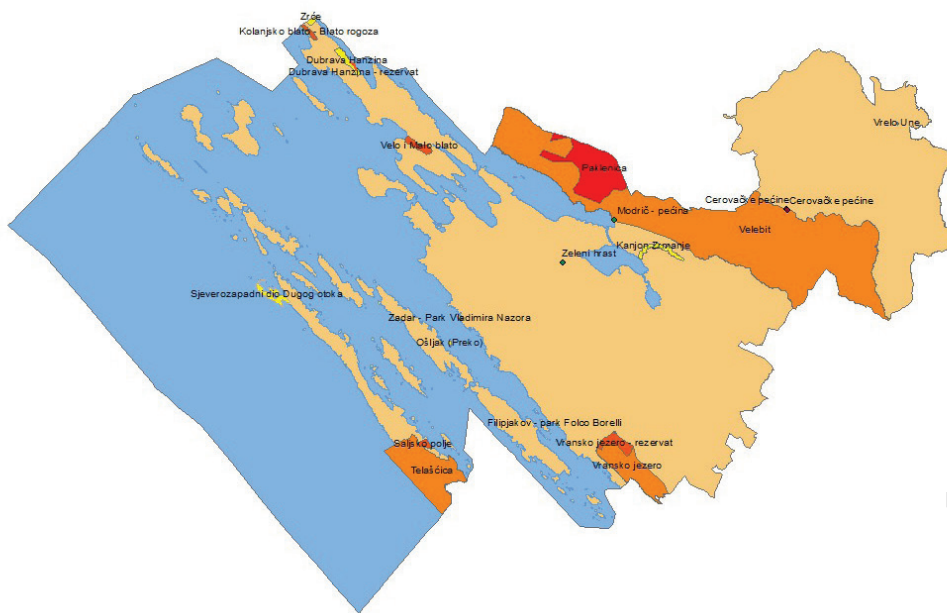 Zrće
Kolanjsko blato - Blato rogoza
Dubrava Hanzina
Dubrava Hanzina - rezervat
Vrelo Une
Velo i Malo blato
Paklenica
Cerovačke pećine
Cerovačke pećine
Modrič - pećina
Velebit
Kanjon Zrmanje
Zeleni hrast
Sjeverozapadni dio Dugog otoka
Zadar - Park Vladimira Nazora
Ošljak (Preko)
Filipjakov - park Folco Borelli
Saljsko polje
Vransko jezero - rezervat
Vransko jezero
Telašćica